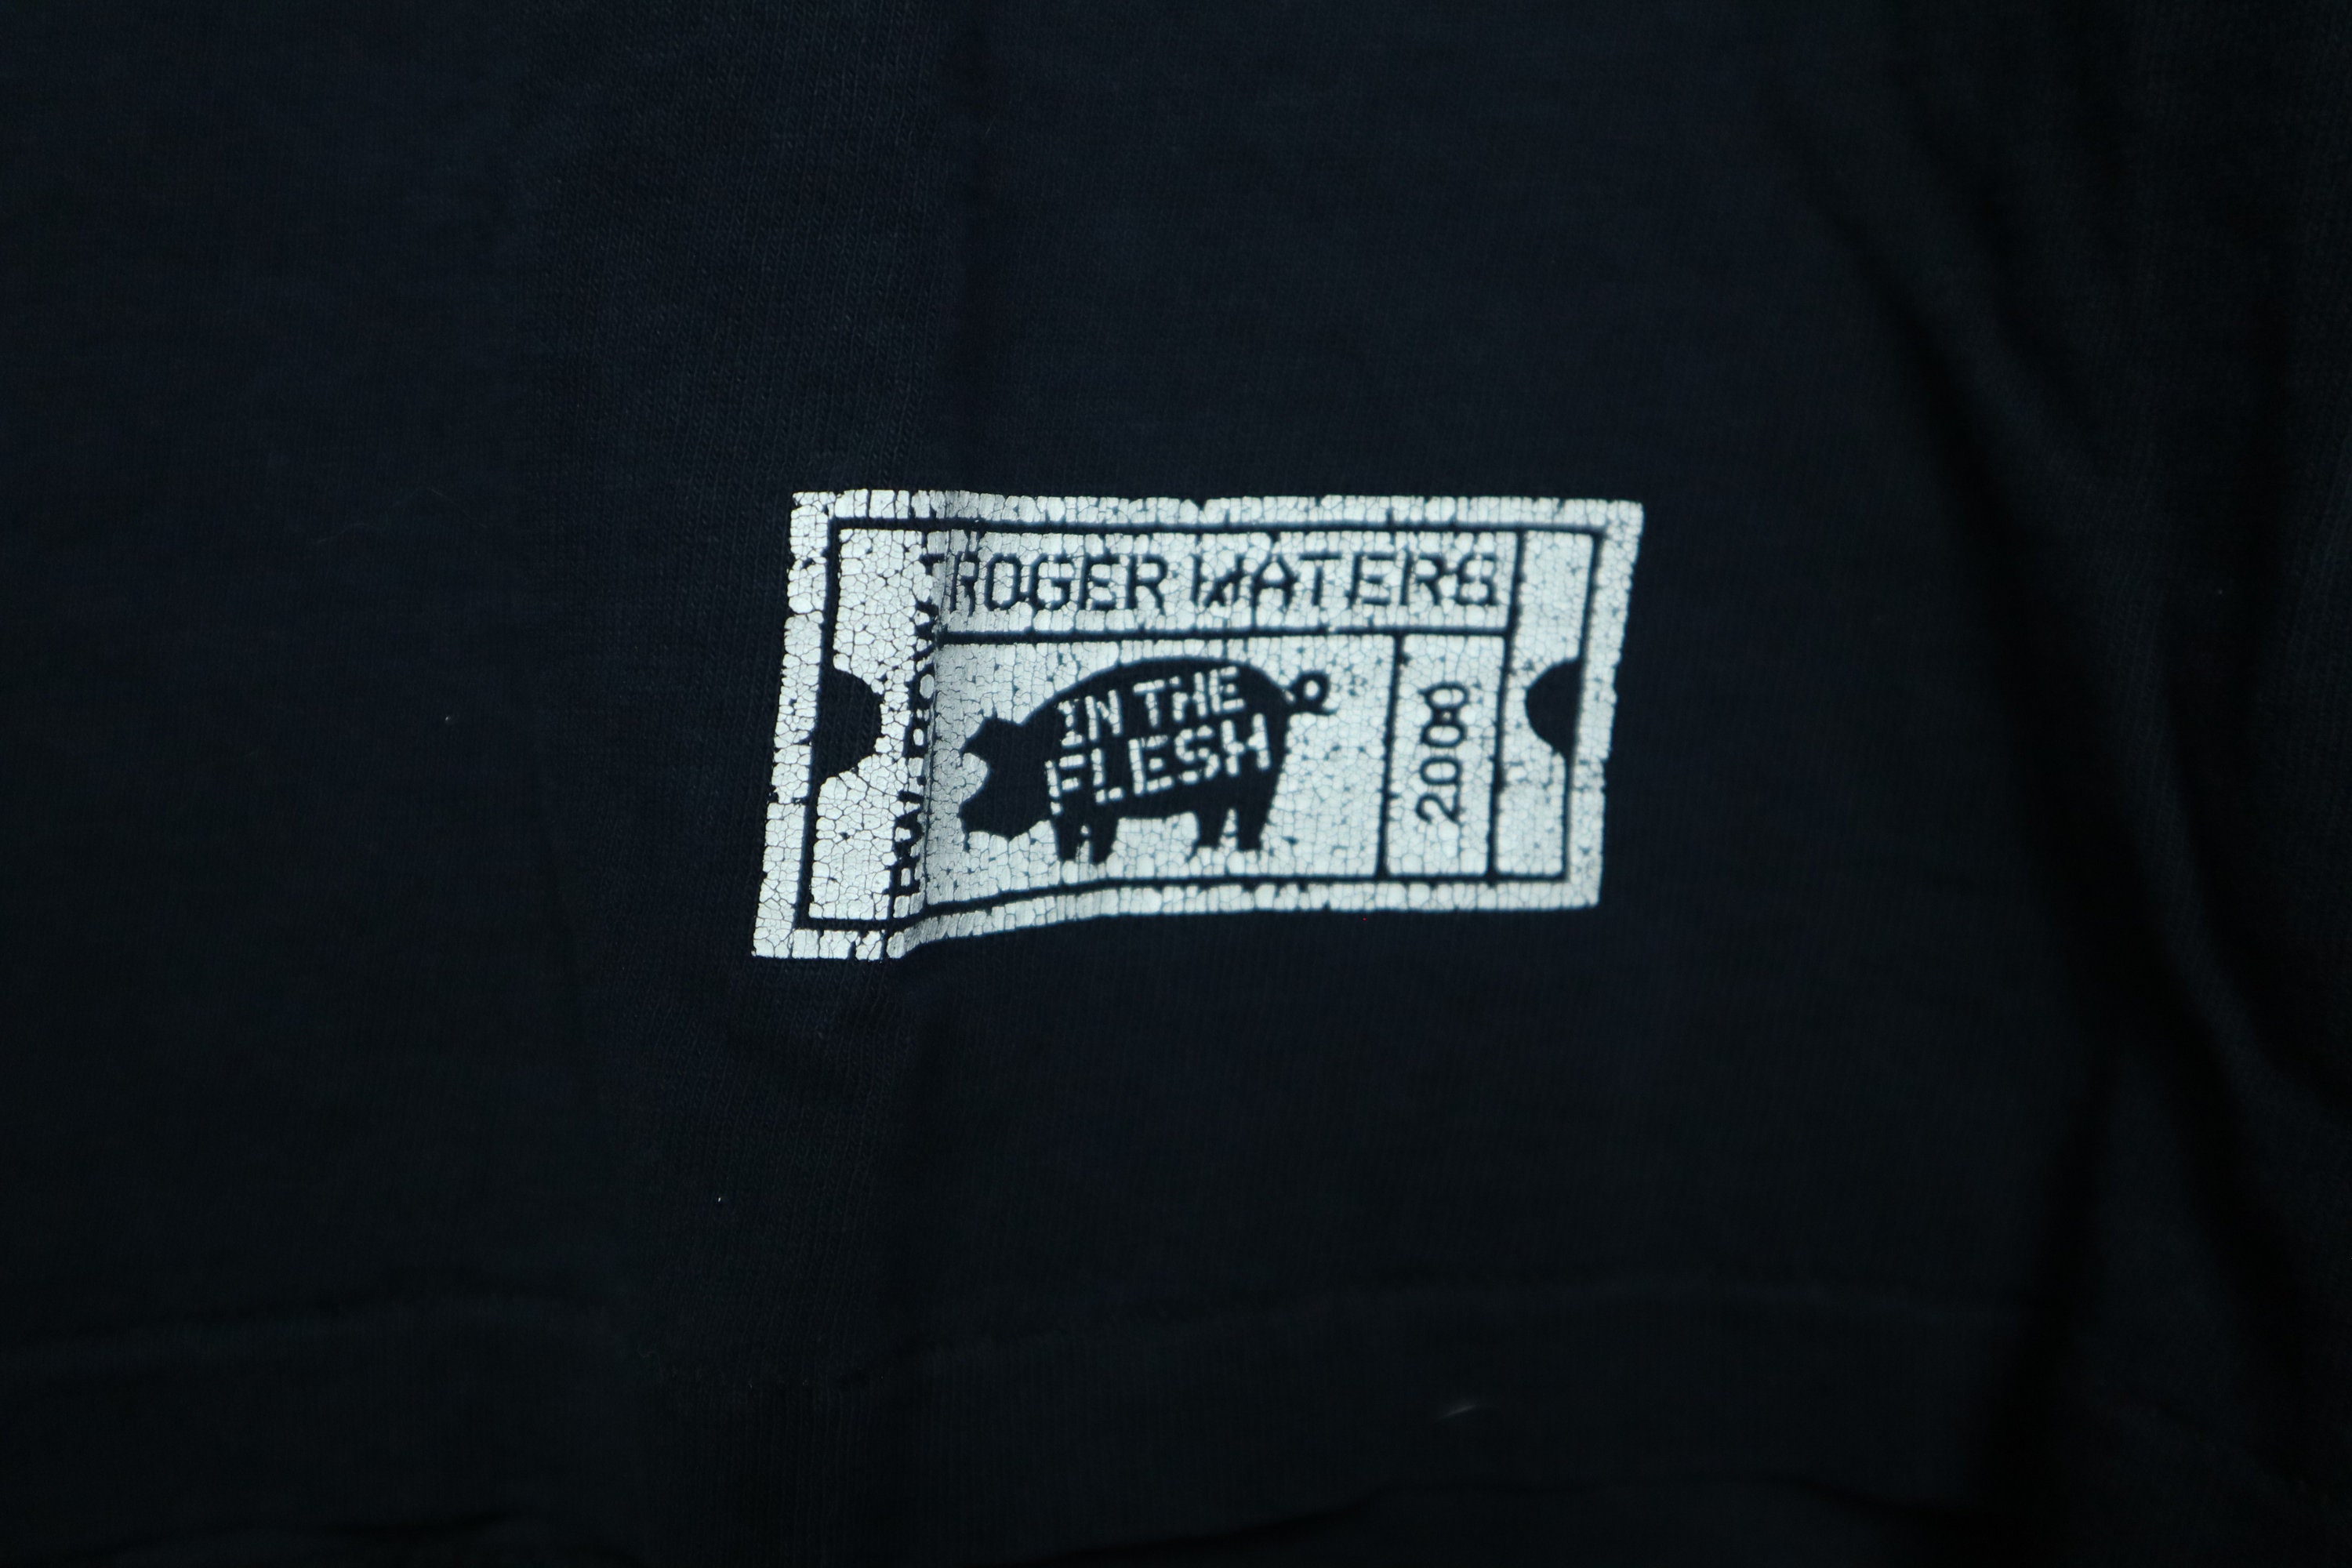 ROGER WATERS
IN THE
FLESH
2000